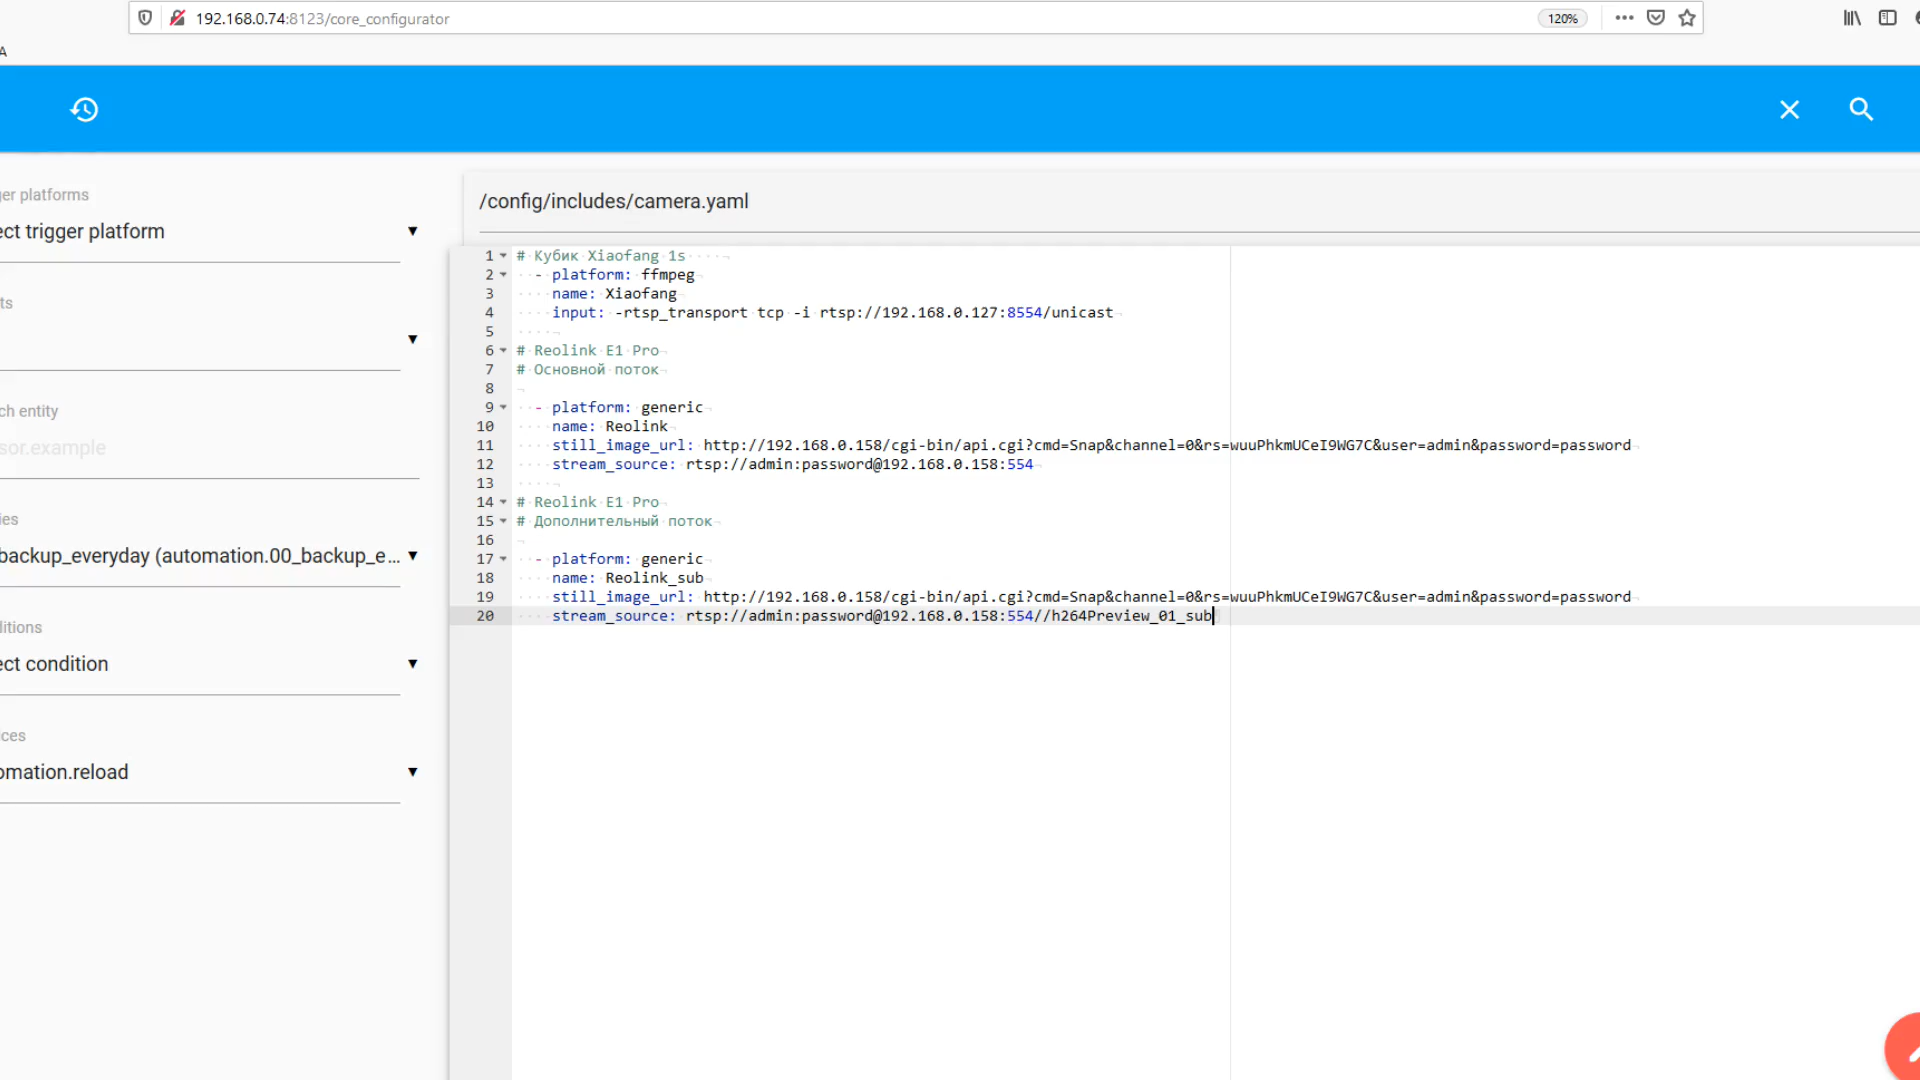 192.168.0.74:8123/core_configurator
120%
A
ger platforms
ect trigger platform
ts
ch entity
sor.example
ies
backup_everyday (automation.00_backup_e...
ditions
ect condition
ices
omation.reload
/config/includes/camera.yaml
1 # Кубик Xiaofang 1s
2 - platform: ffmpeg
3 name: Xiaofang
4 input: -rtsp_transport tcp -i rtsp://192.168.0.127:8554/unicast
5
6 # Reolink E1 Pro
7 # Основной поток
8
9 - platform: generic
10 name: Reolink
11 still_image_url: http://192.168.0.158/cgi-bin/api.cgi?cmd=Snap&channel=0&rs=wuuPhkmUCeI9WG7C&user=admin&password=password
12 stream_source: rtsp://admin:password@192.168.0.158:554
13
14 # Reolink E1 Pro
15 # Дополнительный поток
16
17 - platform: generic
18 name: Reolink_sub
19 still_image_url: http://192.168.0.158/cgi-bin/api.cgi?cmd=Snap&channel=0&rs=wuuPhkmUCeI9WG7C&user=admin&password=password
20 stream_source: rtsp://admin:password@192.168.0.158:554//h264Preview_01_sub